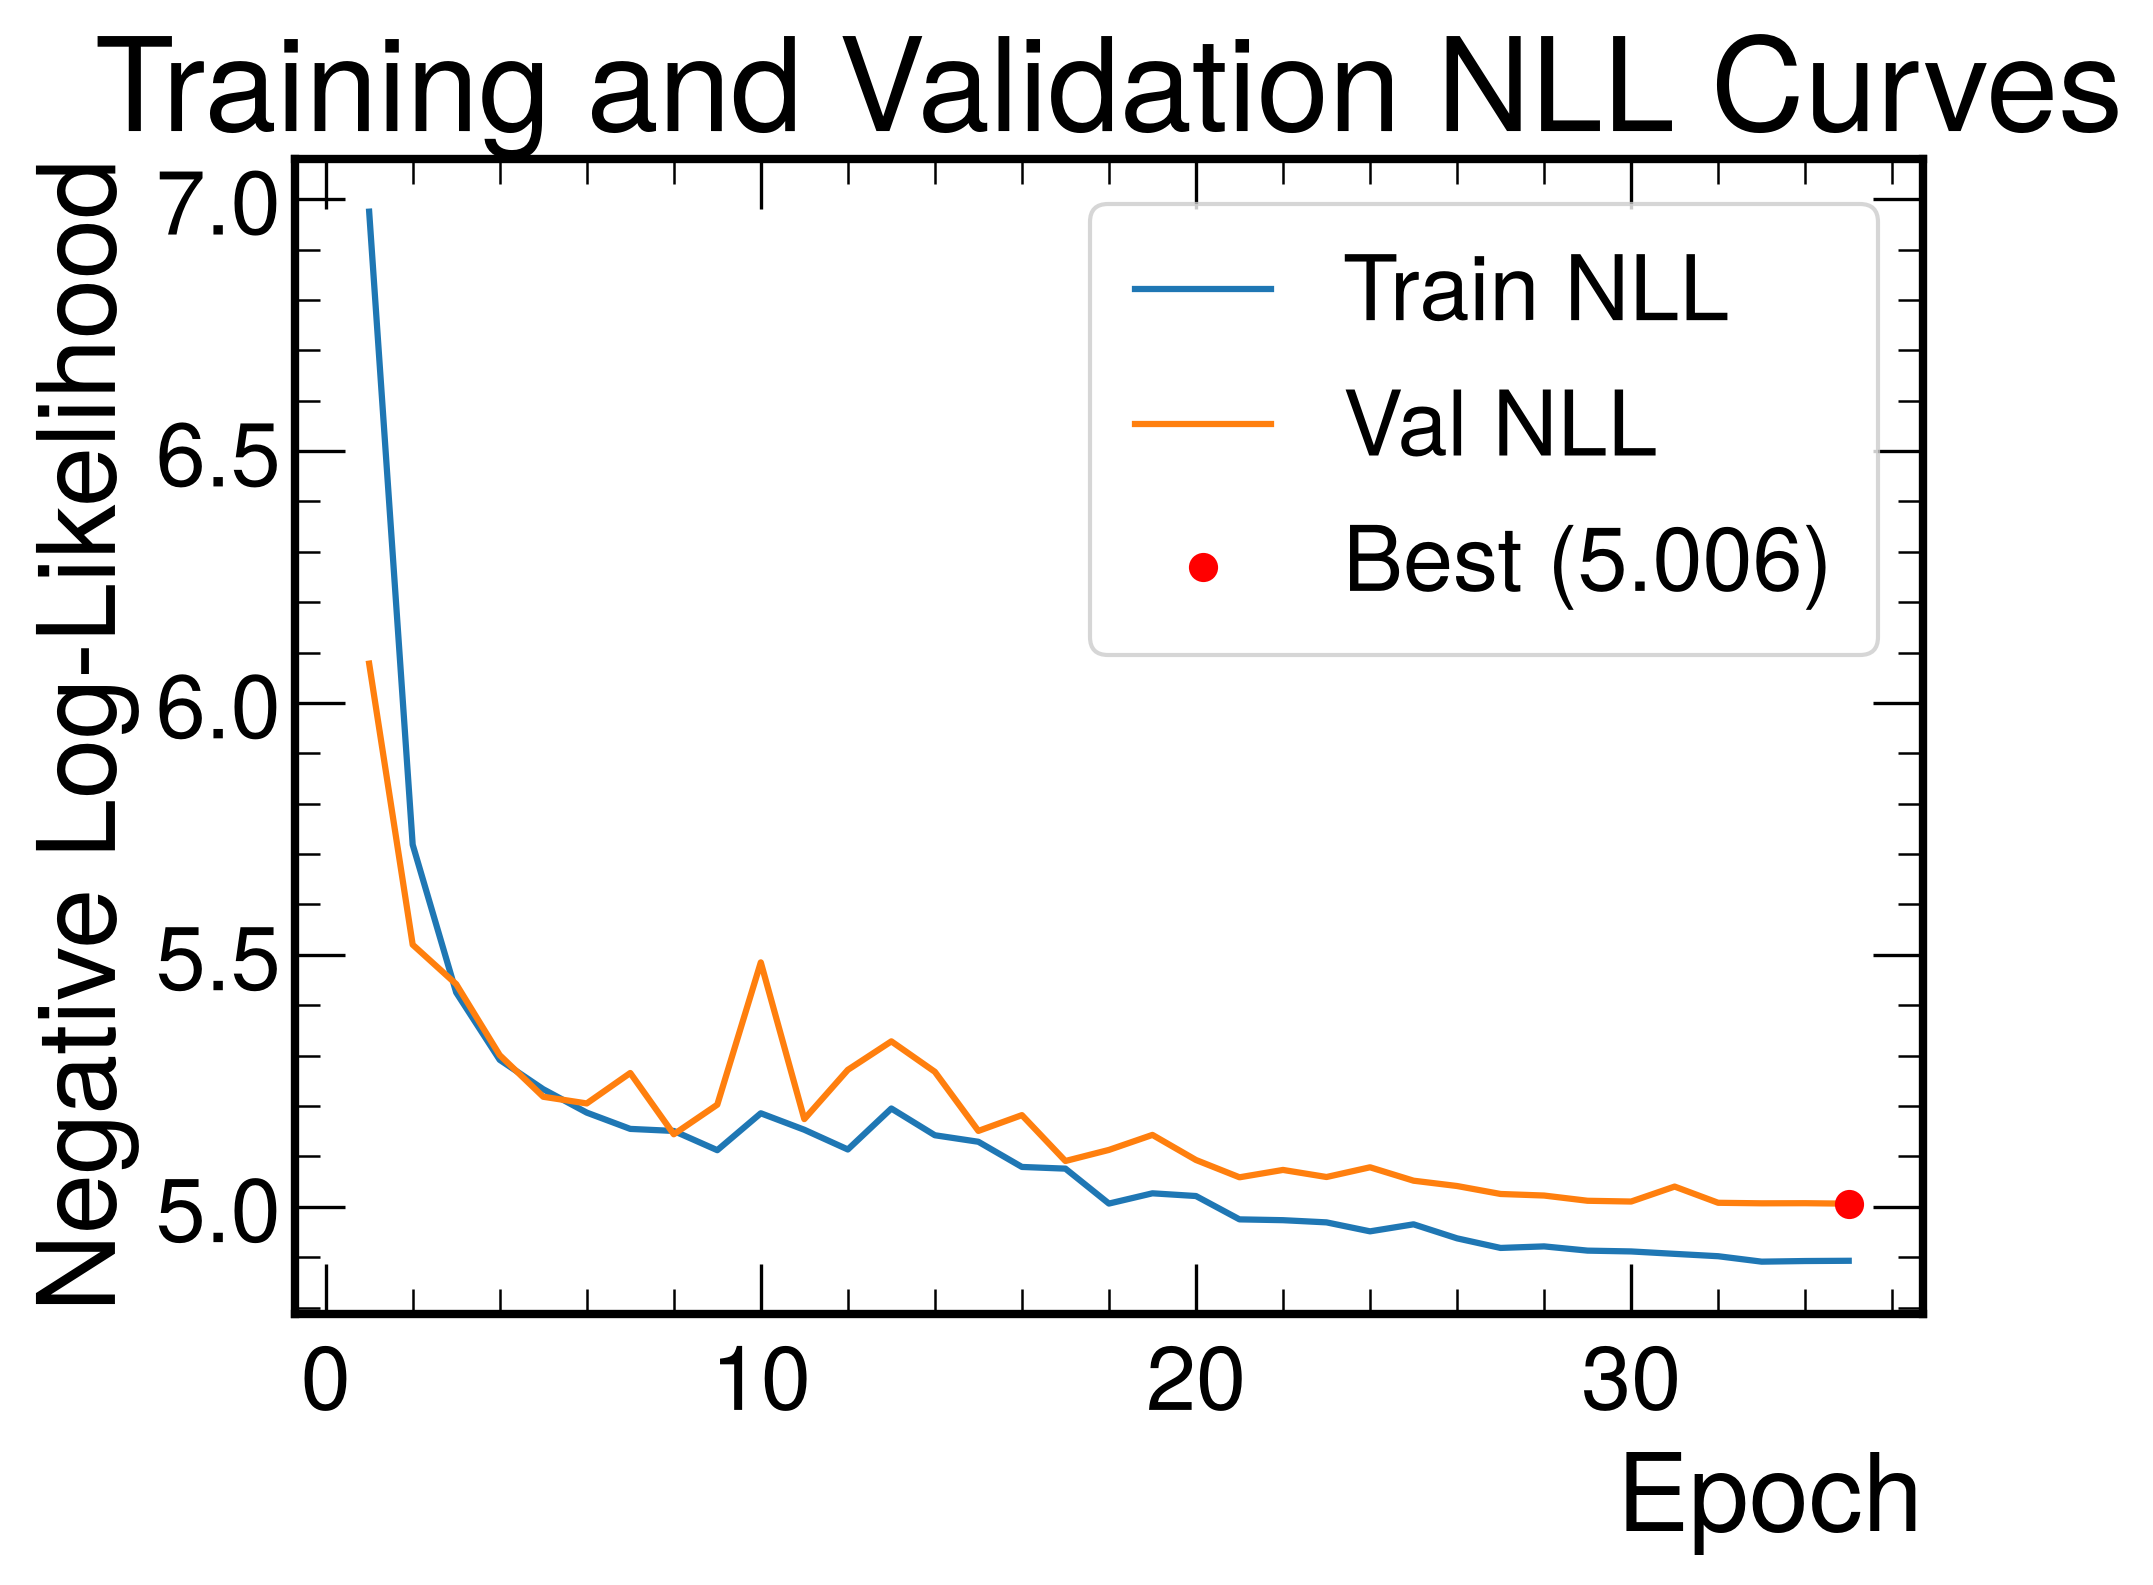 Training and Validation NLL Curves
Negative Log-Likelihood
7.0
6.5
6.0
5.5
5.0
Train NLL
Val NLL
Best (5.006)
0 10 20 30
Epoch